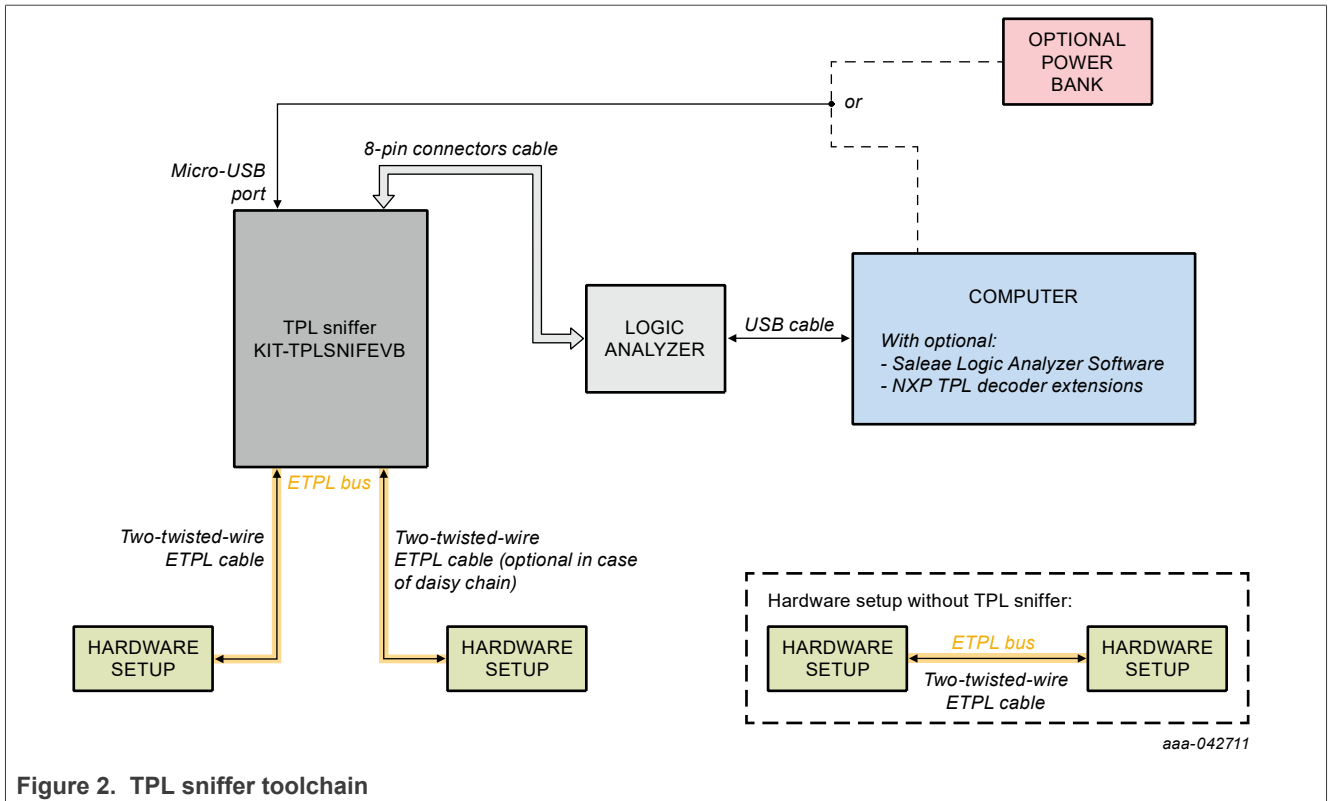 OPTIONAL
POWER
BANK
or
8-pin connectors cable
Micro-USB
port
TPL sniffer
KIT-TPLSNIFEVB
LOGIC
ANALYZER
USB cable
COMPUTER
With optional:
- Saleae Logic Analyzer Software
- NXP TPL decoder extensions
ETPL bus
Two-twisted-wire
ETPL cable
Two-twisted-wire
ETPL cable (optional in case
of daisy chain)
HARDWARE
SETUP
HARDWARE
SETUP
Hardware setup without TPL sniffer:
HARDWARE
SETUP
ETPL bus
Two-twisted-wire
ETPL cable
HARDWARE
SETUP
aaa-042711
Figure 2. TPL sniffer toolchain